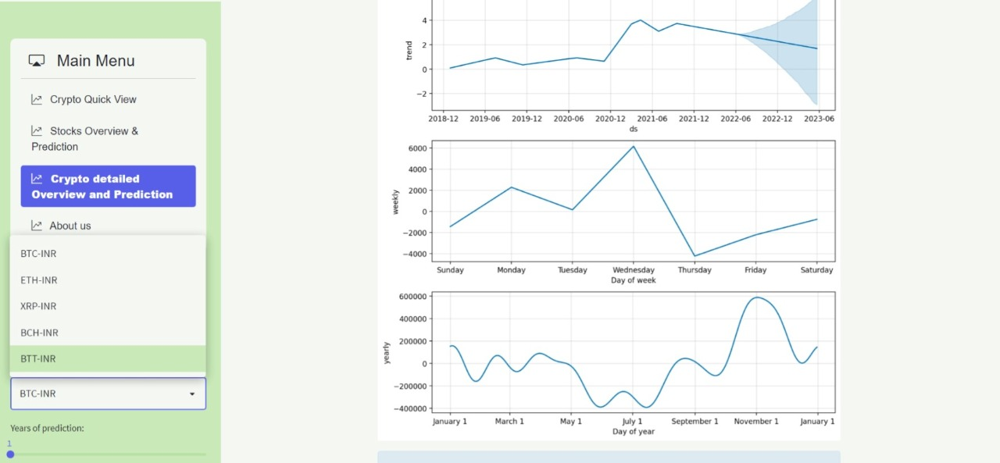 Main Menu
Crypto Quick View
Stocks Overview &
Prediction
Crypto detailed
Overview and Prediction
About us
BTC-INR
ETH-INR
XRP-INR
BCH-INR
BTT-INR
BTC-INR
Years of prediction:
1
trend
4
2
0
−2
2018-12 2019-06 2019-12 2020-06 2020-12 2021-06 2021-12 2022-06 2022-12 2023-06
ds
weekly
6000
4000
2000
0
−2000
−4000
Sunday Monday Tuesday Wednesday Thursday Friday Saturday
Day of week
yearly
600000
400000
200000
0
−200000
−400000
January 1 March 1 May 1 July 1 September 1 November 1 January 1
Day of year